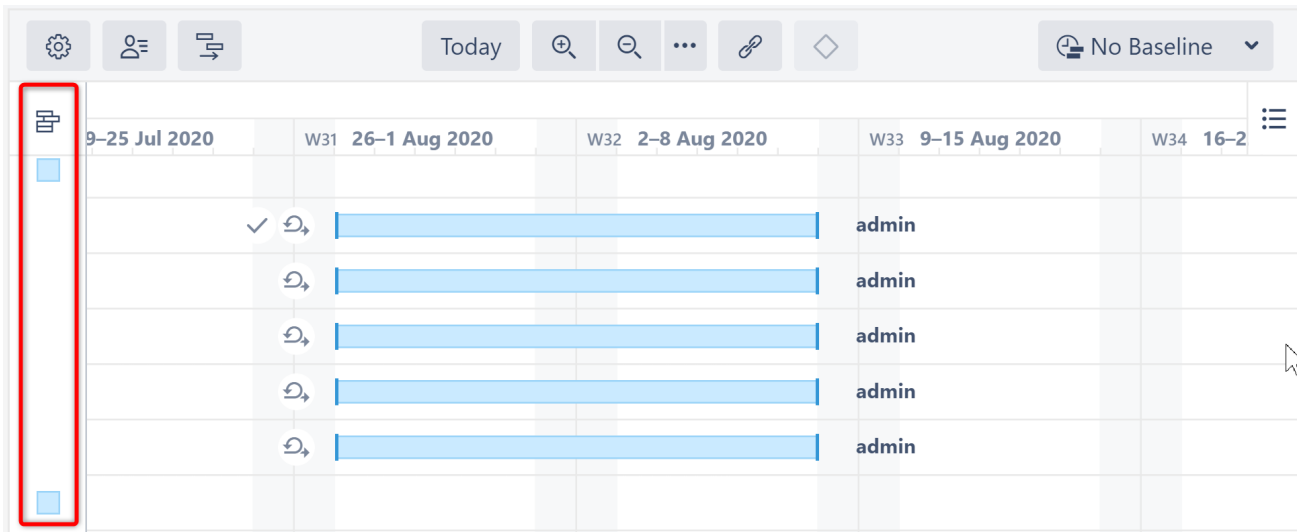 Today No Baseline
9–25 Jul 2020 W31 26–1 Aug 2020 W32 2–8 Aug 2020 W33 9–15 Aug 2020 W34 16–2
admin
admin
admin
admin
admin